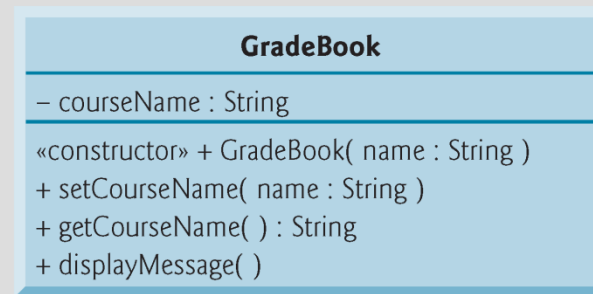 GradeBook
– courseName : String
«constructor» + GradeBook( name : String )
+ setCourseName( name : String )
+ getCourseName( ) : String
+ displayMessage( )